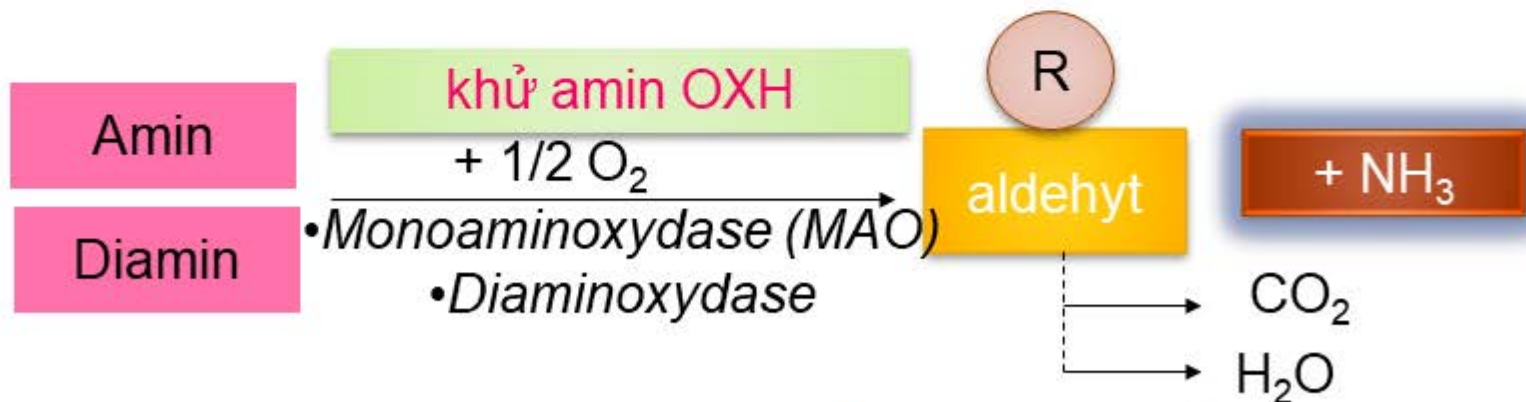 khử amin OXH
R
Amin
+ 1/2 O₂
aldehyt
+ NH₃
•Monoaminoxydase (MAO)
Diamin
•Diaminoxydase
CO₂
H₂O